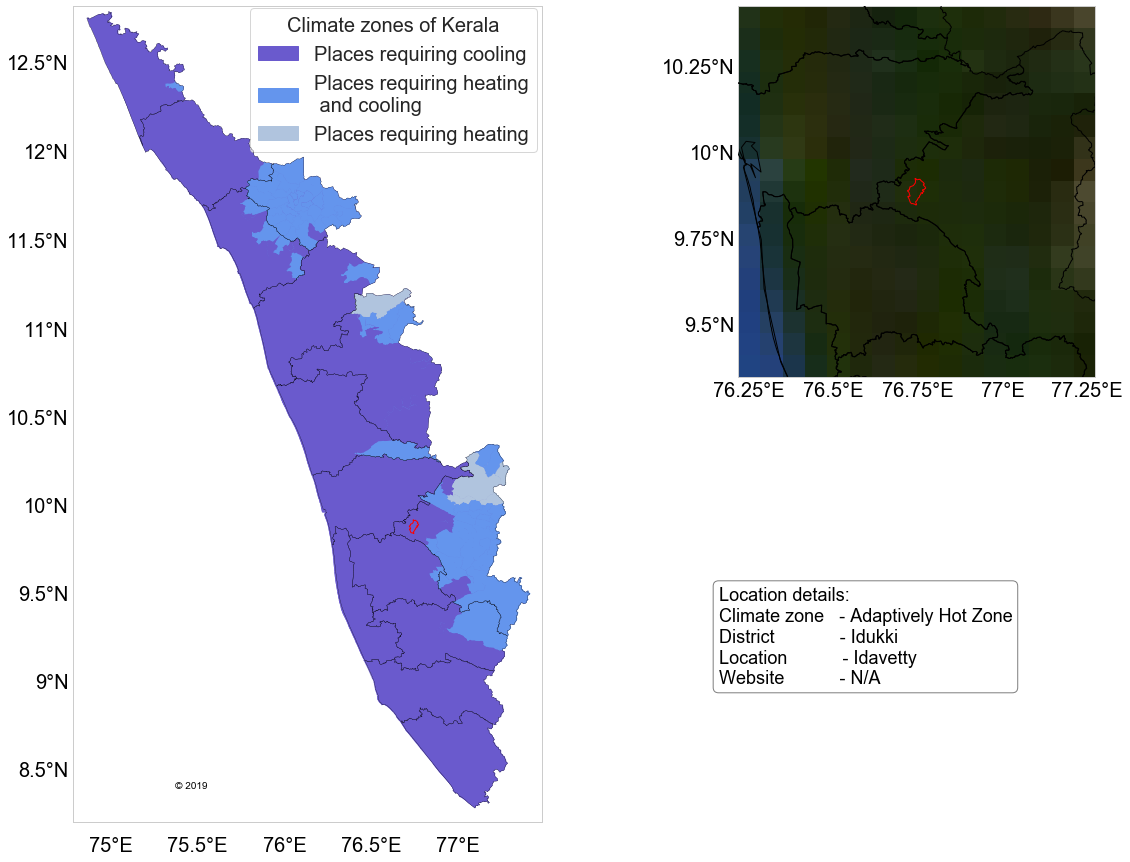 Climate zones of Kerala
Places requiring cooling
Places requiring heating
and cooling
Places requiring heating
12.5°N
12°N
11.5°N
11°N
10.5°N
10°N
9.5°N
9°N
8.5°N
75°E 75.5°E 76°E 76.5°E 77°E
© 2019
10.25°N
10°N
9.75°N
9.5°N
76.25°E 76.5°E 76.75°E 77°E 77.25°E
Location details:
Climate zone - Adaptively Hot Zone
District - Idukki
Location - Idavetty
Website - N/A